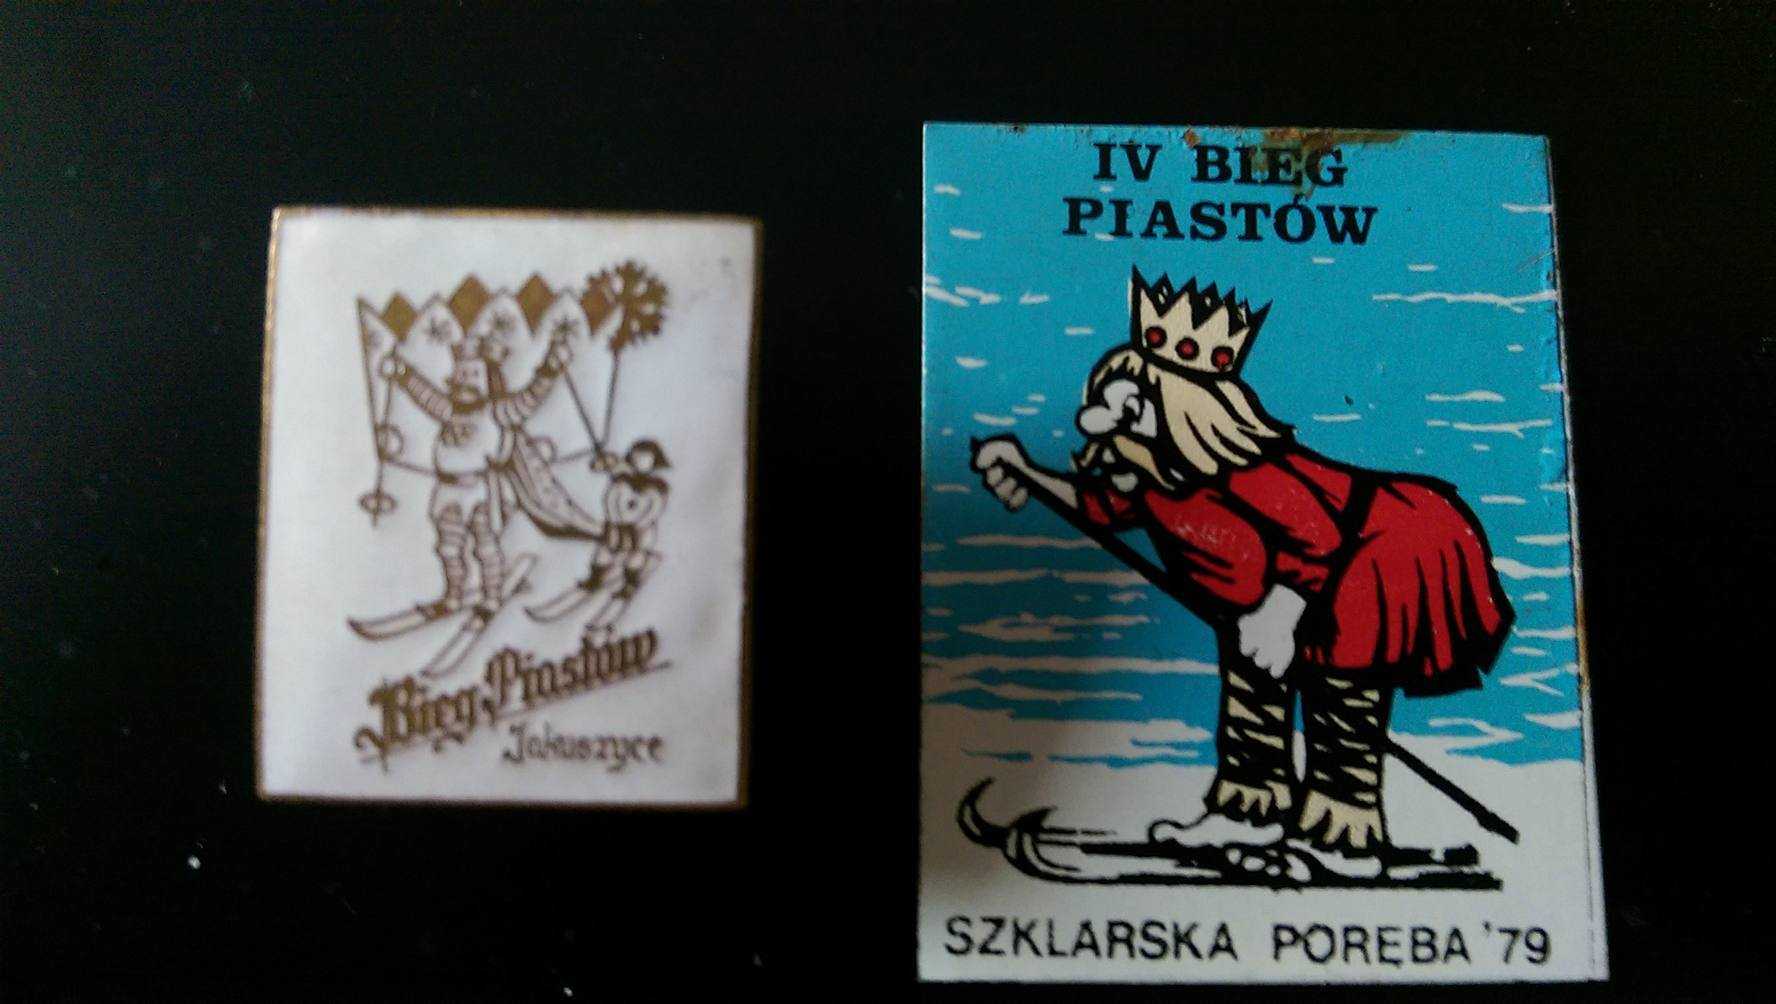 Bieg Piastów
Jakuszyce
IV BIEG
PIASTÓW
SZKLARSKA PORĘBA '79